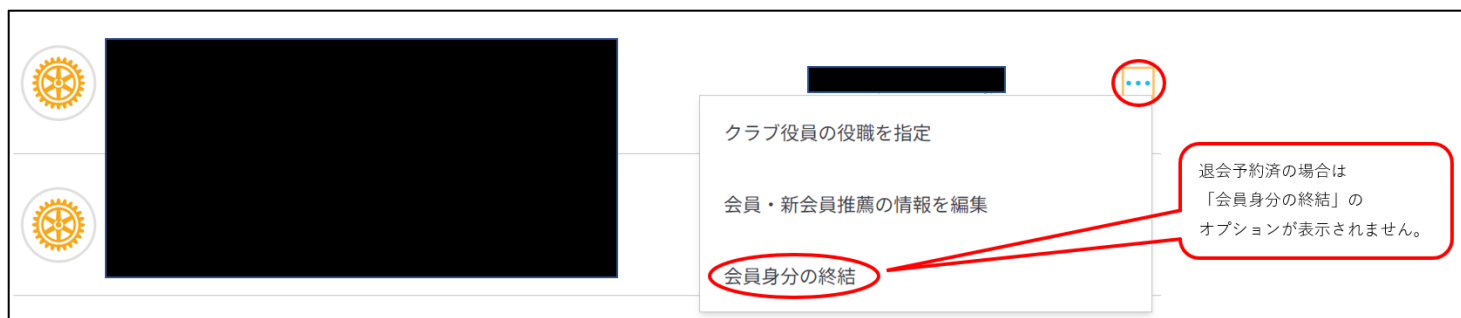 クラブ役員の役職を指定
会員・新会員推薦の情報を編集
会員身分の終結
退会予約済の場合は
「会員身分の終結」の
オプションが表示されません。